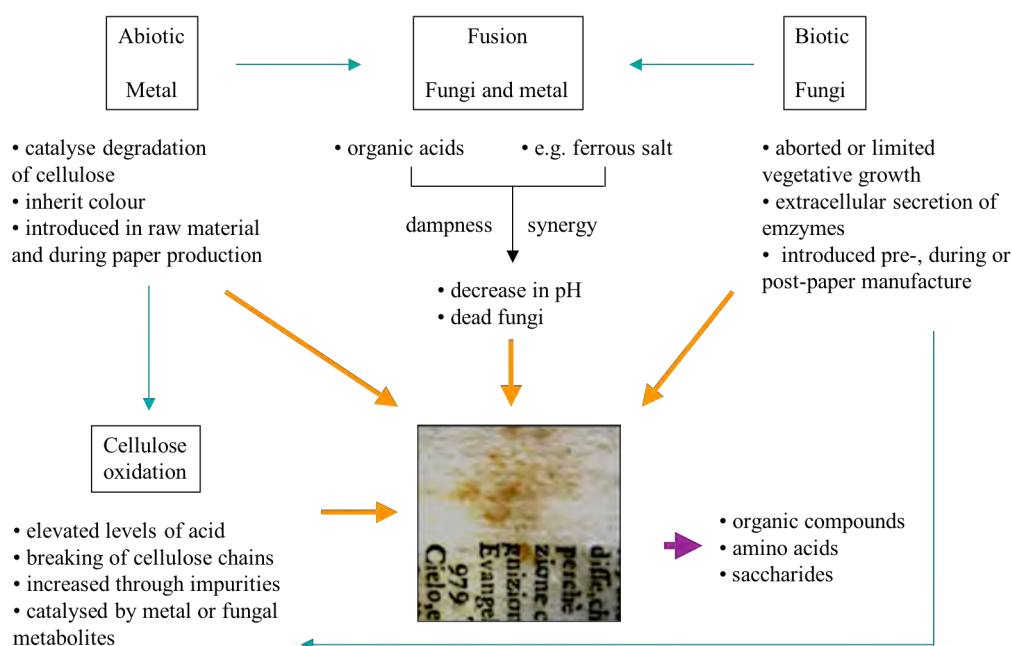 Abiotic
Metal
Fusion
Fungi and metal
Biotic
Fungi
• catalyse degradation
of cellulose
• inherit colour
• introduced in raw material
and during paper production
• organic acids
• e.g. ferrous salt
dampness
synergy
• decrease in pH
• dead fungi
• aborted or limited
vegetative growth
• extracellular secretion of
emzymes
• introduced pre-, during or
post-paper manufacture
Cellulose
oxidation
• elevated levels of acid
• breaking of cellulose chains
• increased through impurities
• catalysed by metal or fungal
metabolites
perchè
zione c
gnizion
Evangel
979
Cielo,e
• organic compounds
• amino acids
• saccharides